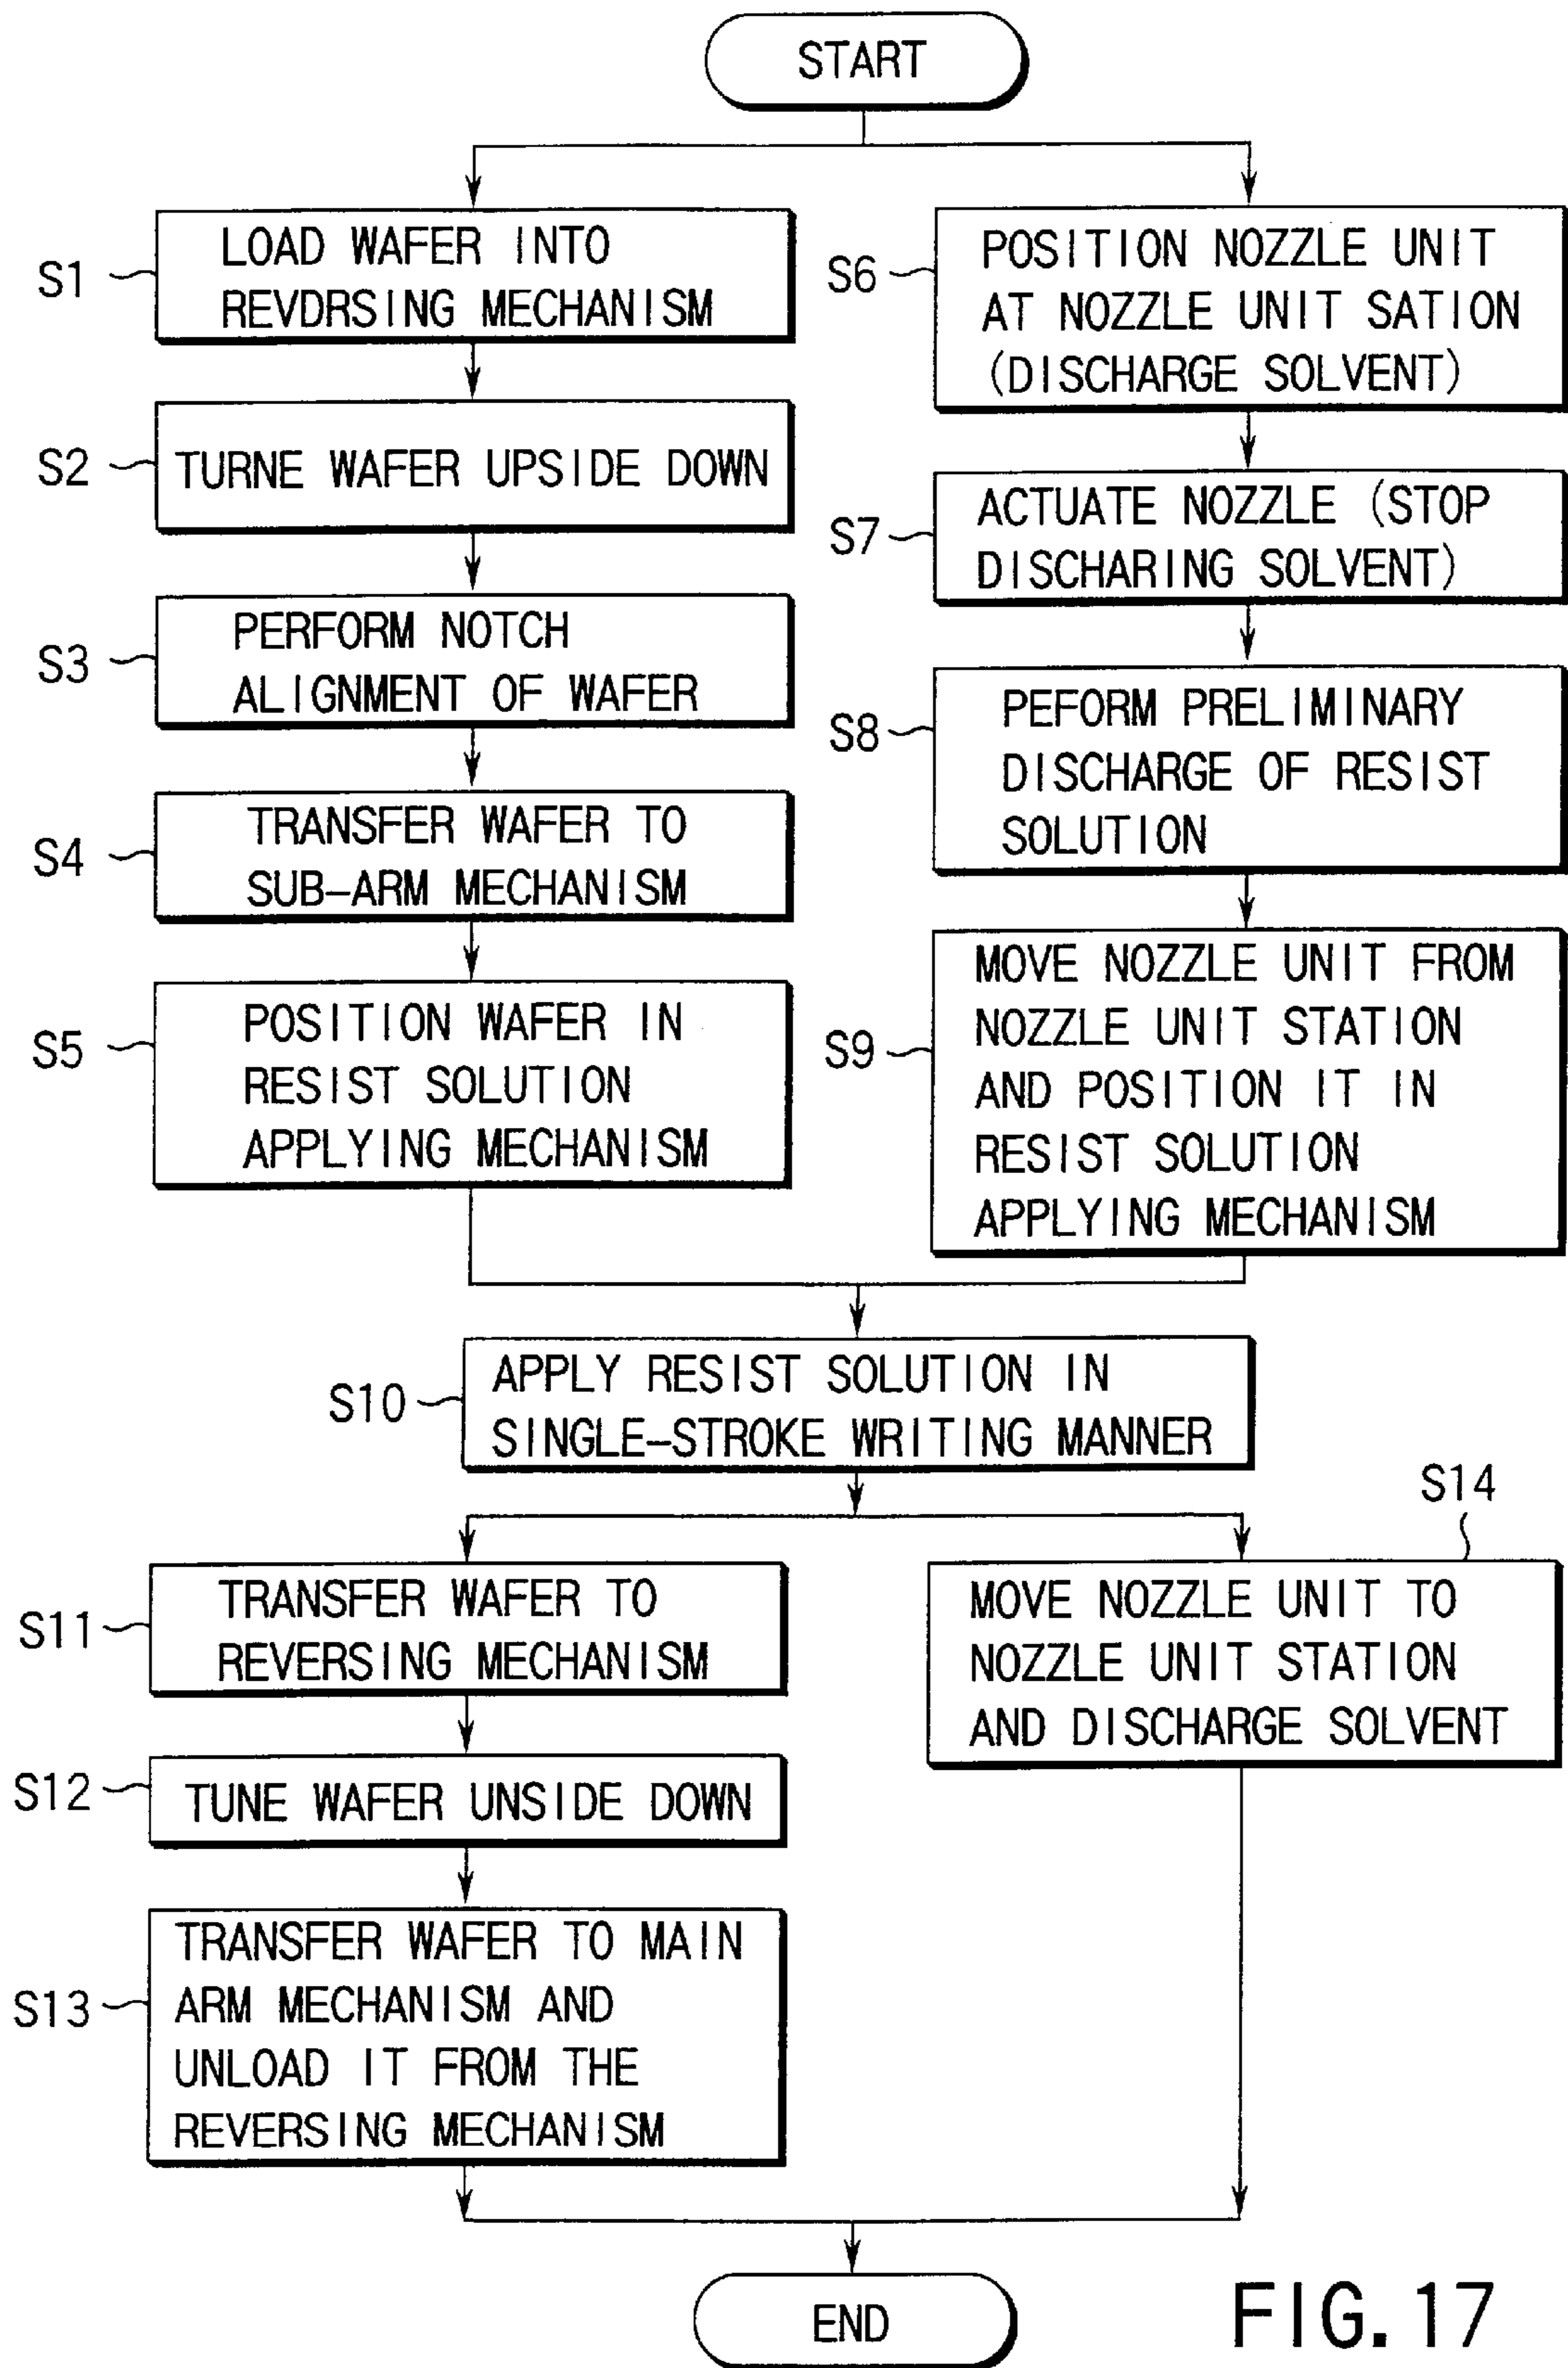 START
S1
LOAD WAFER INTO
REVDRSING MECHANISM
S2
TURNE WAFER UPSIDE DOWN
S3
PERFORM NOTCH
ALIGNMENT OF WAFER
S4
TRANSFER WAFER TO
SUB-ARM MECHANISM
S5
POSITION WAFER IN
RESIST SOLUTION
APPLYING MECHANISM
S6
POSITION NOZZLE UNIT
AT NOZZLE UNIT SATION
(DISCHARGE SOLVENT)
S7
ACTUATE NOZZLE (STOP
DISCHARING SOLVENT)
S8
PEFORM PRELIMINARY
DISCHARGE OF RESIST
SOLUTION
S9
MOVE NOZZLE UNIT FROM
NOZZLE UNIT STATION
AND POSITION IT IN
RESIST SOLUTION
APPLYING MECHANISM
S10
APPLY RESIST SOLUTION IN
SINGLE-STROKE WRITING MANNER
S11
TRANSFER WAFER TO
REVERSING MECHANISM
S12
TUNE WAFER UNSIDE DOWN
S13
TRANSFER WAFER TO MAIN
ARM MECHANISM AND
UNLOAD IT FROM THE
REVERSING MECHANISM
S14
MOVE NOZZLE UNIT TO
NOZZLE UNIT STATION
AND DISCHARGE SOLVENT
END
FIG. 17